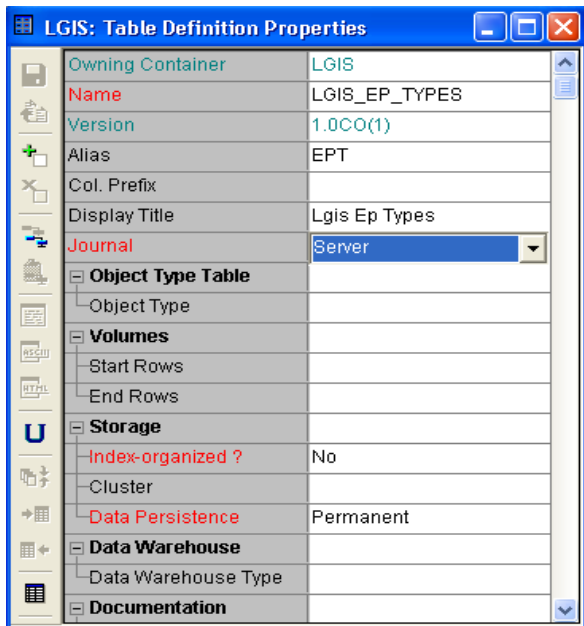 LGIS: Table Definition Properties
Owning Container LGIS
Name LGIS_EP_TYPES
Version 1.0CO(1)
Alias EPT
Col. Prefix
Display Title Lgis Ep Types
Journal Server
Object Type Table
Object Type
Volumes
Start Rows
End Rows
Storage
Index-organized ? No
Cluster
Data Persistence Permanent
Data Warehouse
Data Warehouse Type
Documentation
ASCII
HTML
U